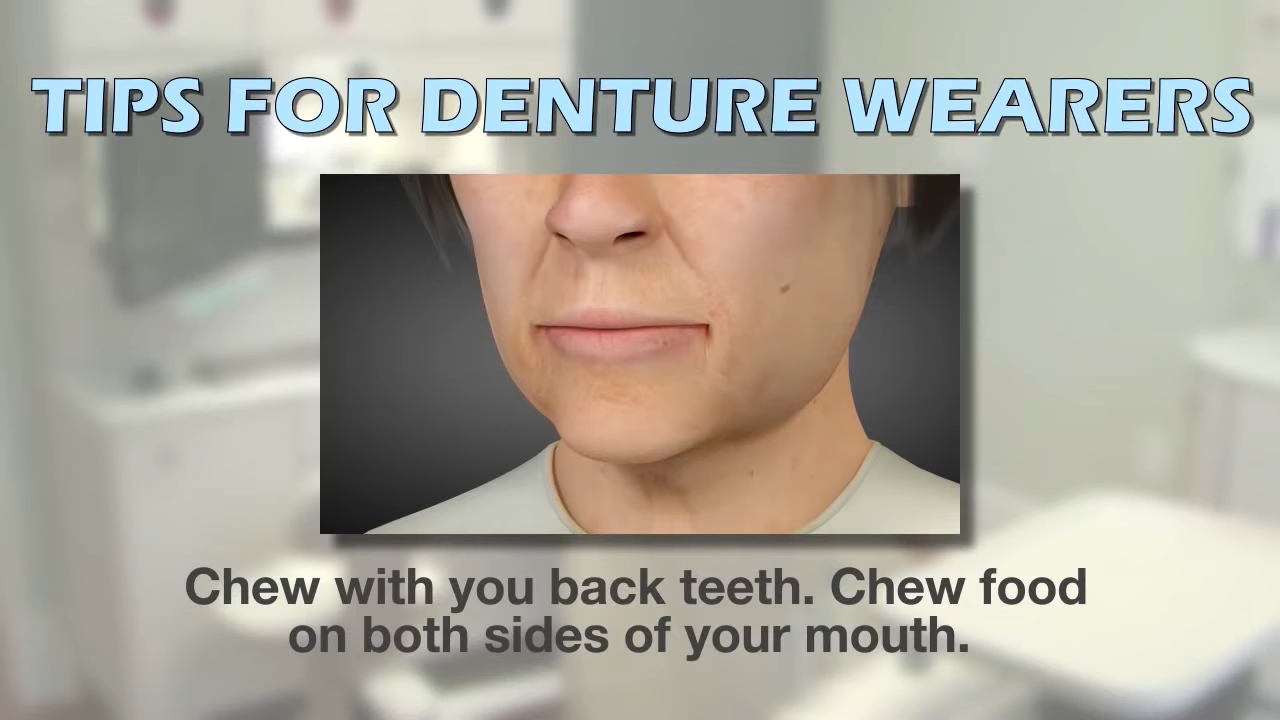 TIPS FOR DENTURE WEARERS
Chew with you back teeth. Chew food
on both sides of your mouth.